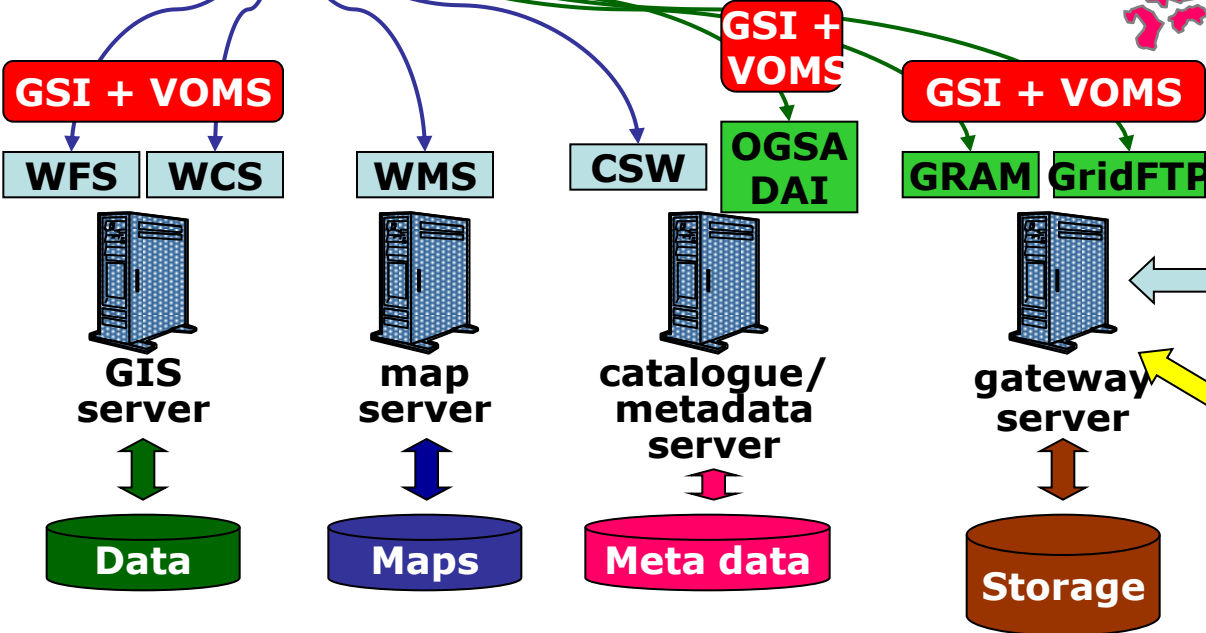 GSI +
VOMS
GSI + VOMS
GSI + VOMS
WFS
WCS
WMS
CSW
OGSA
DAI
GRAM
GridFTP
GIS
server
map
server
catalogue/
metadata
server
gateway
server
Data
Maps
Meta data
Storage